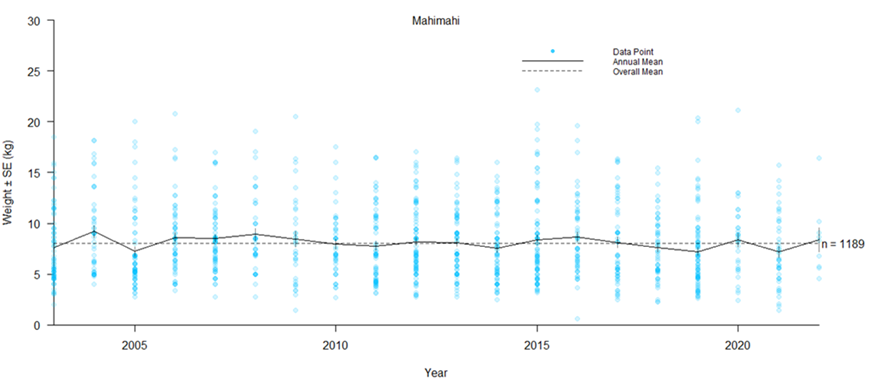 Mahimahi
Data Point
Annual Mean
Overall Mean
30
25
20
15
10
5
0
Weight ± SE (kg)
n = 1189
2005
2010
2015
2020
Year